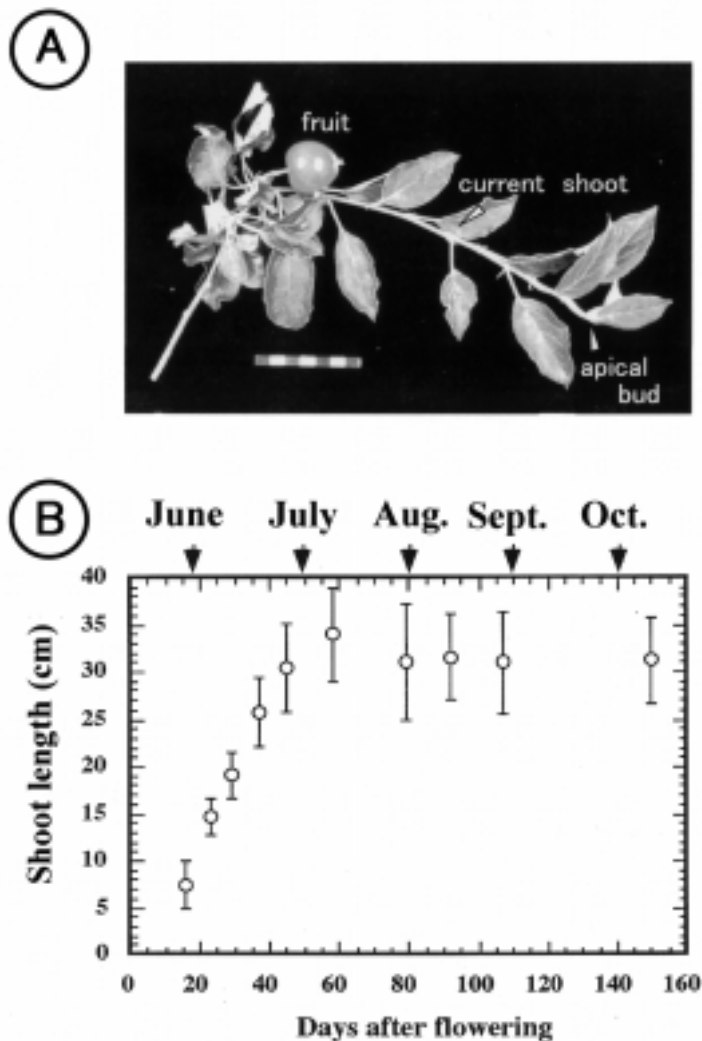 A
fruit
current shoot
apical
bud
B
June July Aug. Sept. Oct.
40
35
30
25
20
15
10
5
0
Shoot length (cm)
0 20 40 60 80 100 120 140 160
Days after flowering